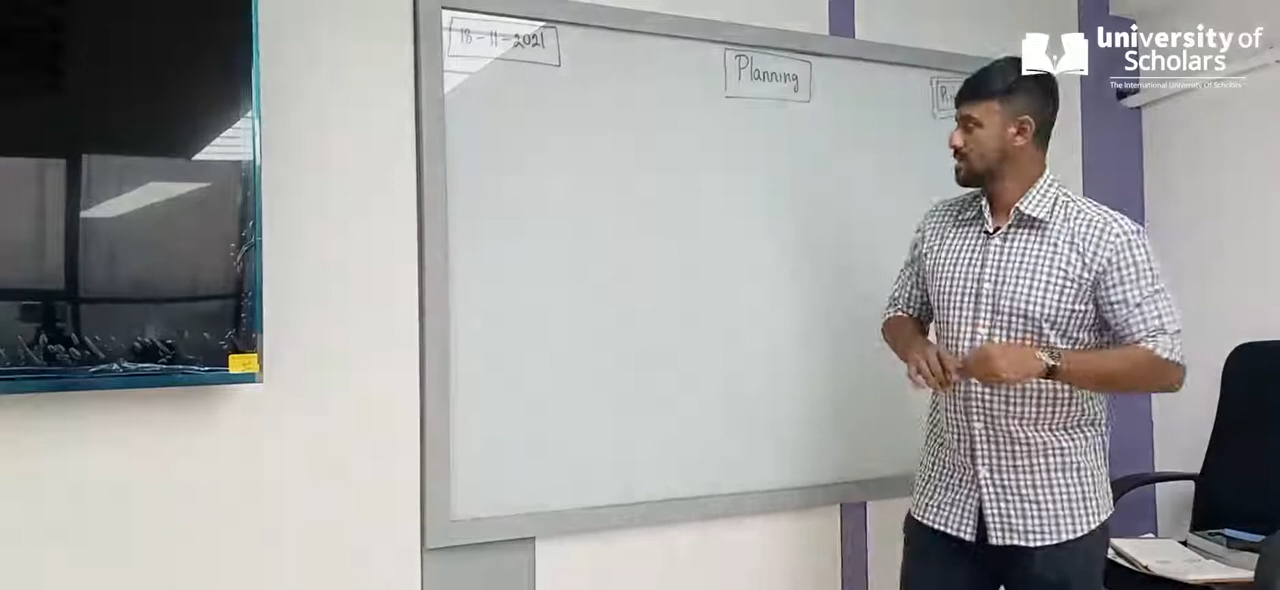 18-11-2021
Planning
University of
Scholars
The International University Of Scholars